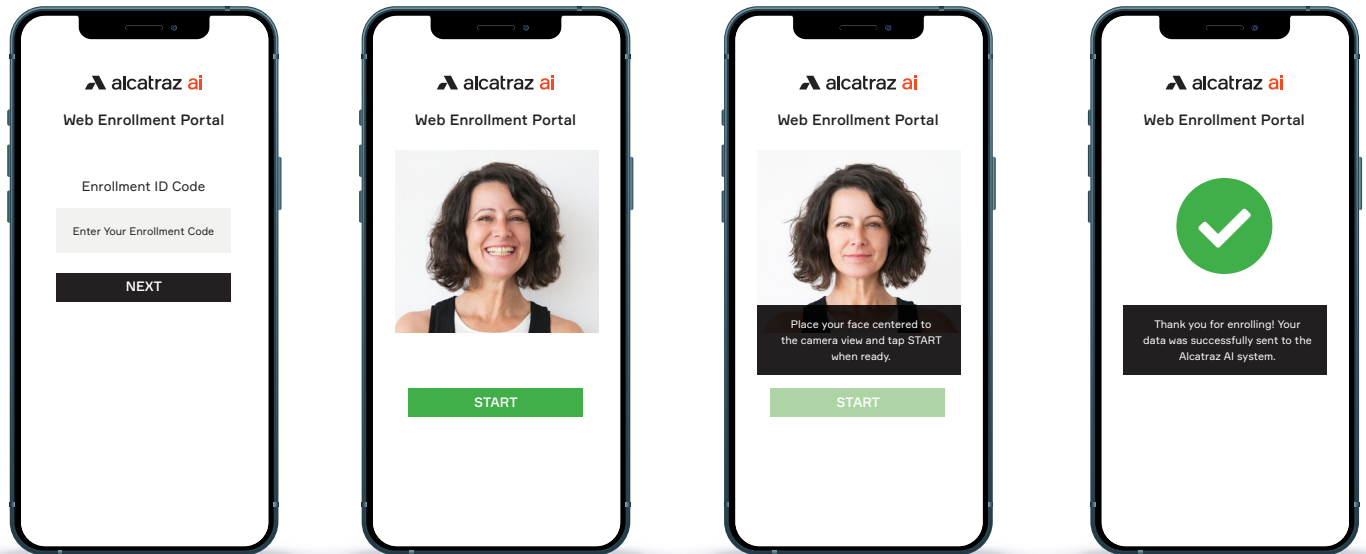 alcatraz ai
Web Enrollment Portal
Enrollment ID Code
Enter Your Enrollment Code
NEXT
alcatraz ai
Web Enrollment Portal
START
alcatraz ai
Web Enrollment Portal
Place your face centered to
the camera view and tap START
when ready.
START
alcatraz ai
Web Enrollment Portal
Thank you for enrolling! Your
data was successfully sent to the
Alcatraz AI system.